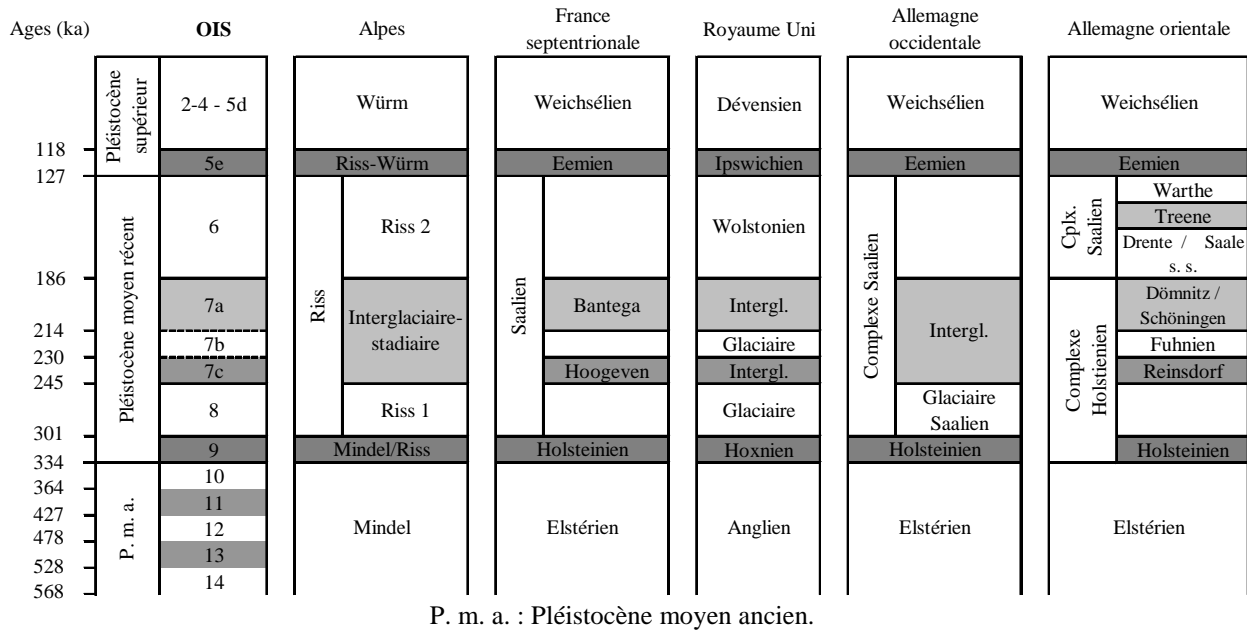 Ages (ka)
OIS
Alpes
France
septentrionale
Royaume Uni
Allemagne
occidentale
Allemagne orientale
118
127
186
214
230
245
301
334
364
427
478
528
568
Pléistocène
supérieur
Pléistocène moyen récent
P. m. a.
2-4 - 5d
5e
6
7a
7b
7c
8
9
10
11
12
13
14
Würm
Riss-Würm
Riss
Riss 2
Interglaciaire-
stadiaire
Riss 1
Mindel/Riss
Mindel
Weichsélien
Eemien
Saalien
Bantega
Hoogeven
Holsteinien
Elstérien
Dévensien
Ipswichien
Wolstonien
Intergl.
Glaciaire
Intergl.
Glaciaire
Hoxnien
Anglien
Weichsélien
Eemien
Complexe Saalien
Intergl.
Glaciaire
Saalien
Holsteinien
Elstérien
Weichsélien
Eemien
Cplx.
Saalien
Warthe
Treene
Drente / Saale
s. s.
Complexe
Holstienien
Dömnitz /
Schöningen
Fuhnien
Reinsdorf
Holsteinien
Elstérien
P. m. a. : Pléistocène moyen ancien.